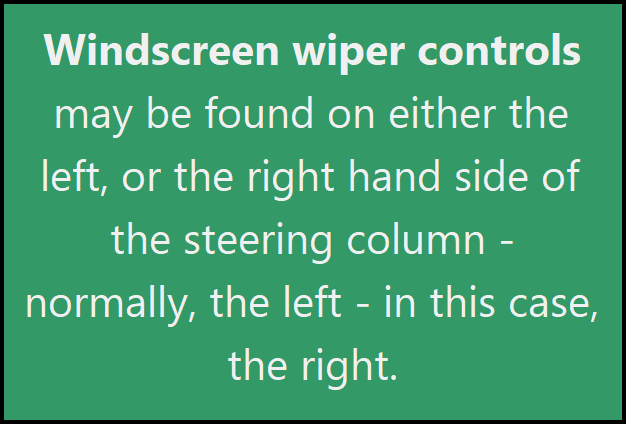 Windscreen wiper controls
may be found on either the
left, or the right hand side of
the steering column -
normally, the left - in this case,
the right.